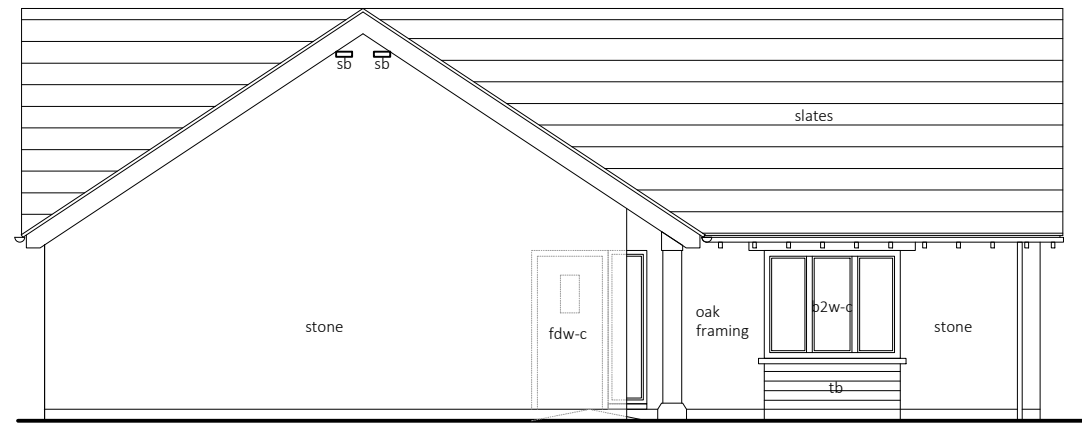 sb sb
slates
stone
fdw-c
oak
framing
b2w-c
stone
tb